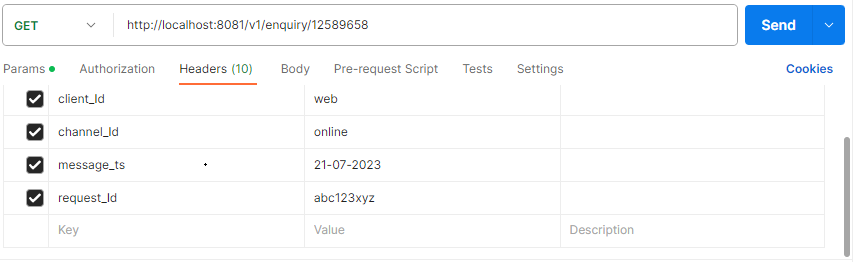 GET http://localhost:8081/v1/enquiry/12589658 Send
Params Authorization Headers (10) Body Pre-request Script Tests Settings Cookies
client_Id web
channel_Id online
message_ts 21-07-2023
request_Id abc123xyz
Key Value Description